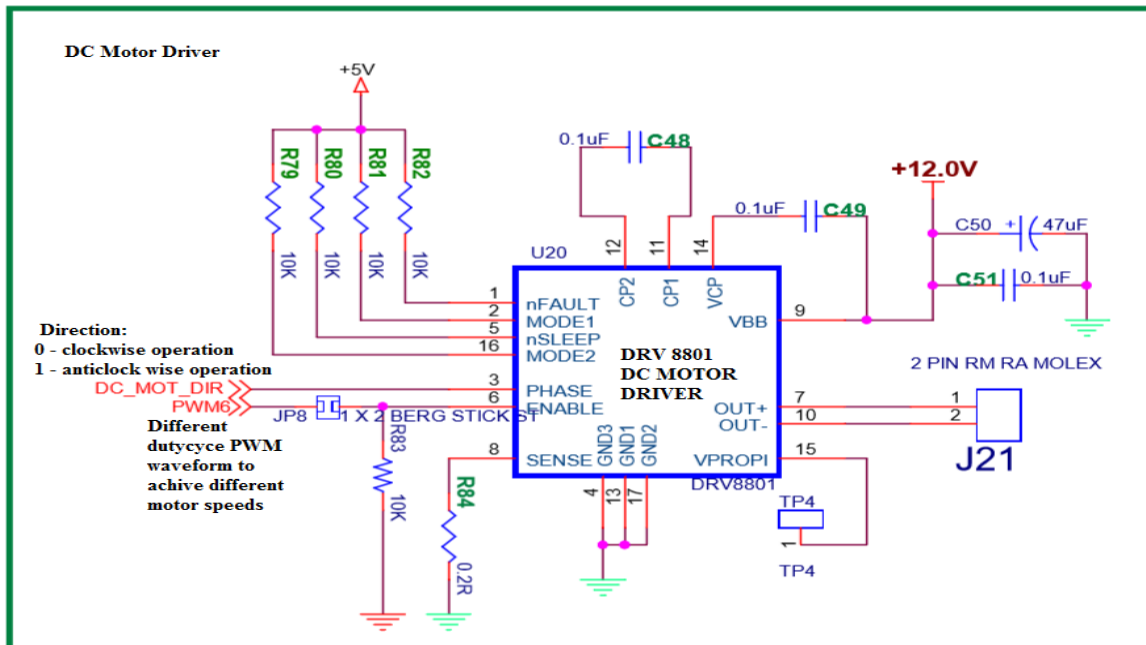 DC Motor Driver
+5V
R79
R80
R81
R82
10K
10K
10K
10K
0.1uF
C48
0.1uF
C49
+12.0V
C50
+
47uF
C51
0.1uF
U20
12
11
14
CP2
CP1
VCP
1
nFAULT
2
MODE1
5
nSLEEP
16
MODE2
VBB
9
DRV 8801
DC MOTOR
DRIVER
Direction:
0 - clockwise operation
1 - anticlock wise operation
DC_MOT_DIR
3
PHASE
PWM6
6
ENABLE
JP8
1 X 2 BERG STICK ST
Different
dutycyce PWM
waveform to
achive different
motor speeds
R83
10K
8
SENSE
R84
0.2R
GND3
GND1
GND2
4
13
17
OUT+
7
OUT-
10
VPROPI
15
DRV8801
2 PIN RM RA MOLEX
1
2
J21
TP4
1
TP4